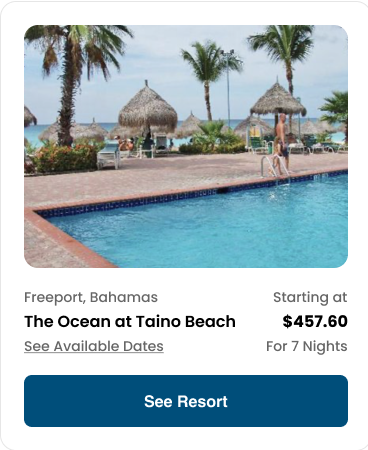 Freeport, Bahamas
Starting at
The Ocean at Taino Beach
$457.60
See Available Dates
For 7 Nights
See Resort